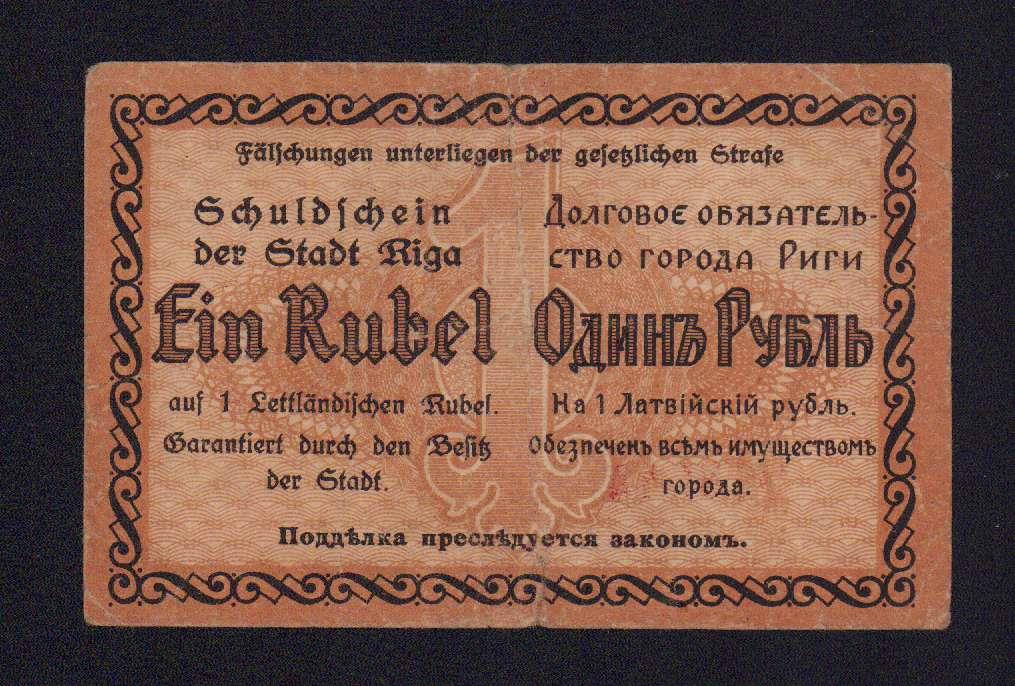 Fälschungen unterliegen der gesetzlichen Strafe
Schuldschein
der Stadt Riga
Ein Rubel
auf 1 Lettländischen Rubel.
Garantiert durch den Besitz
der Stadt.
Долговое обязатель-
ство города Риги
Одинъ Рубль
На 1 Латвійскій рубль.
Обезпеченъ всѣмъ имуществомъ
города.
1
Поддѣлка преслѣдуется закономъ.